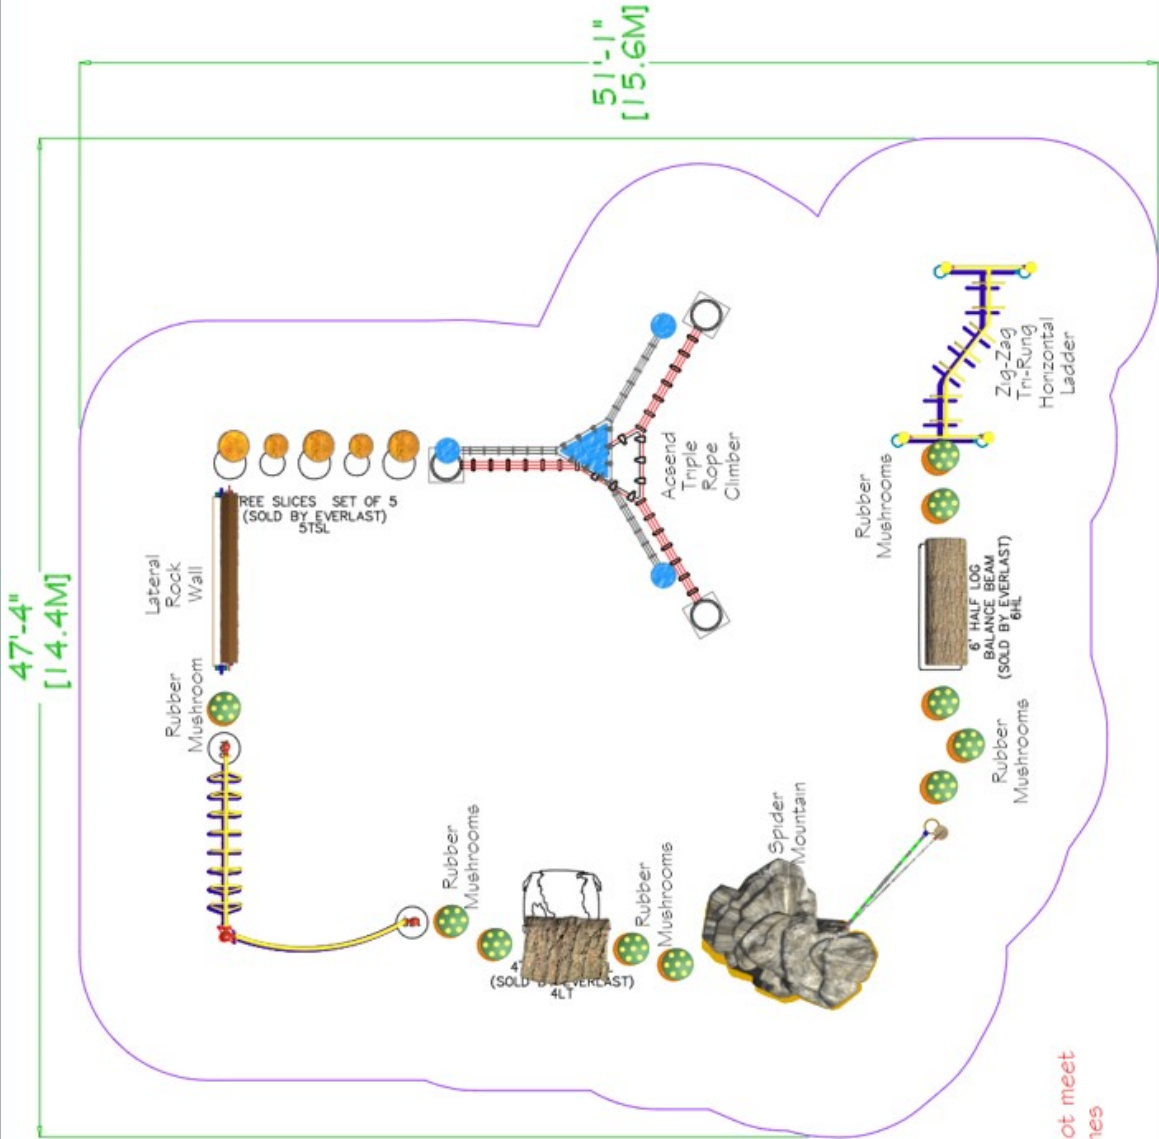 51'-1"
[15.6M]
47'-4"
[14.4M]
Lateral
Rock
Wall
REE SLICES SET OF 5
(SOLD BY EVERLAST)
5TSL
Rubber
Mushroom
Acsend
Triple
Rope
Climber
Zig-Zag
Tri-Rung
Horizontal
Ladder
Rubber
Mushrooms
6' HALF LOG
BALANCE BEAM
(SOLD BY EVERLAST)
6HL
Rubber
Mushrooms
Spider
Mountain
Rubber
Mushrooms
Rubber
Mushrooms
(SOLD EVERLAST)
4LT
ot meet
nes